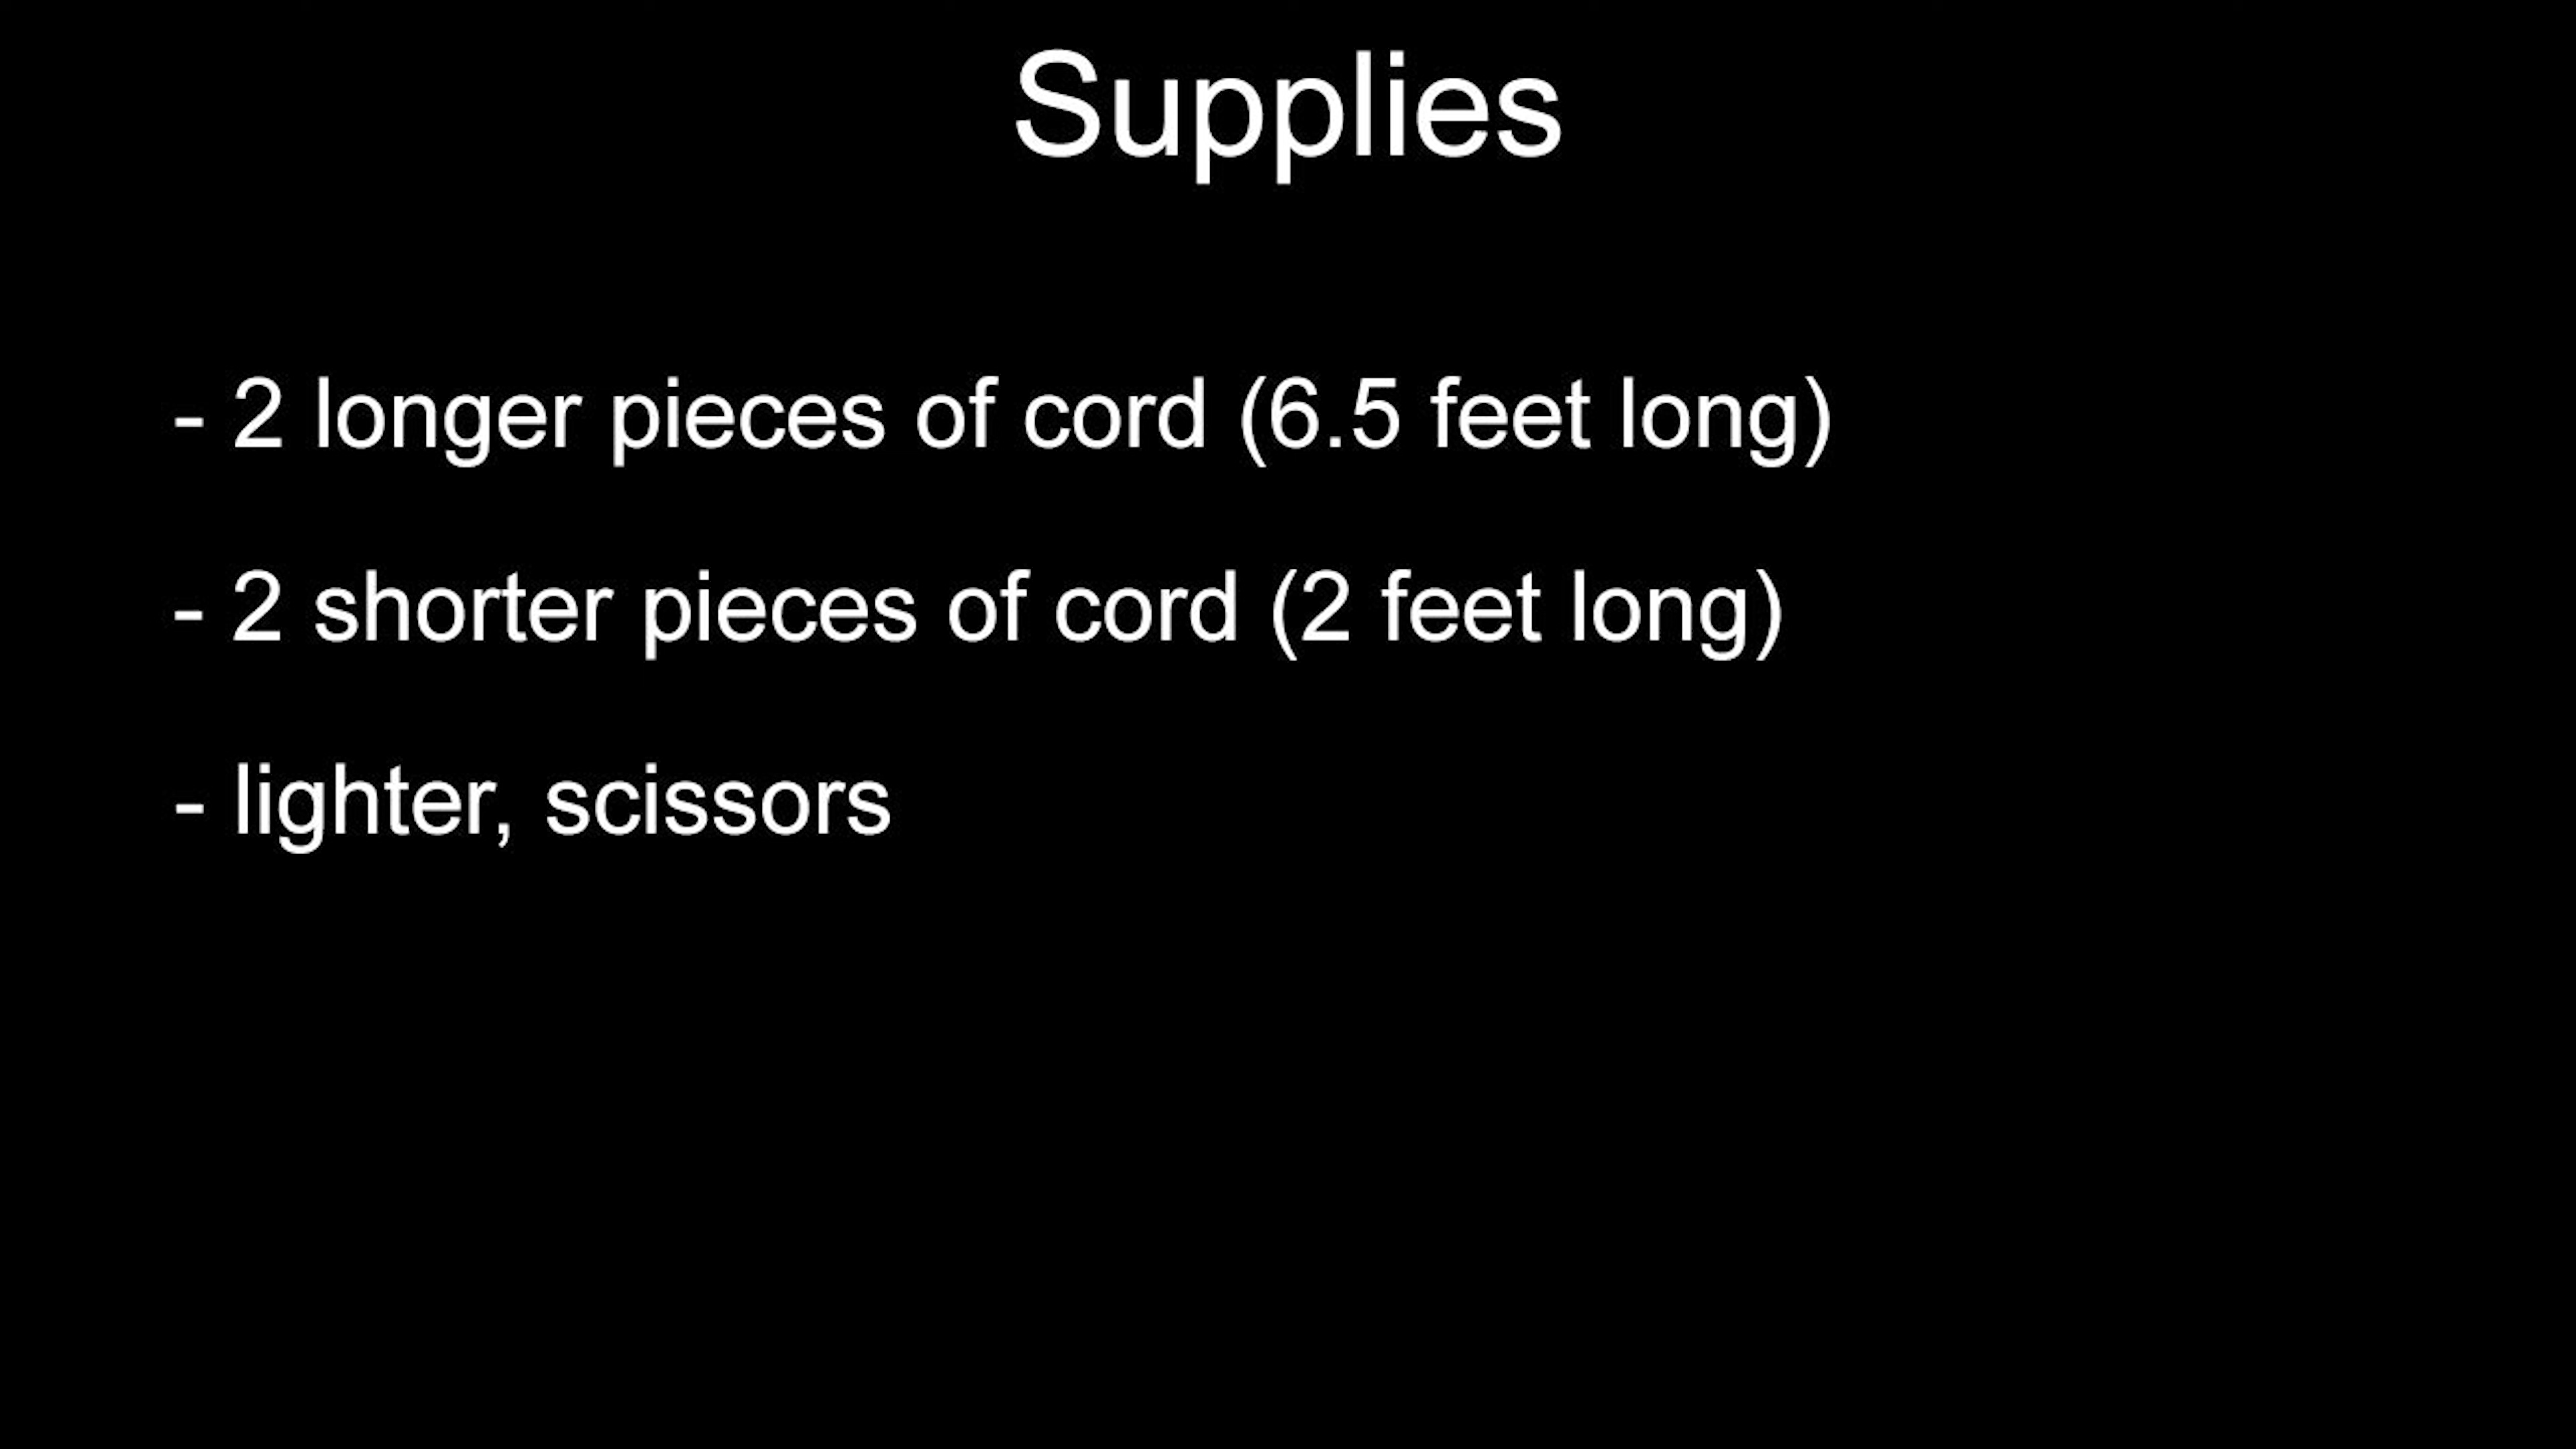 Supplies
- 2 longer pieces of cord (6.5 feet long)
- 2 shorter pieces of cord (2 feet long)
- lighter, scissors